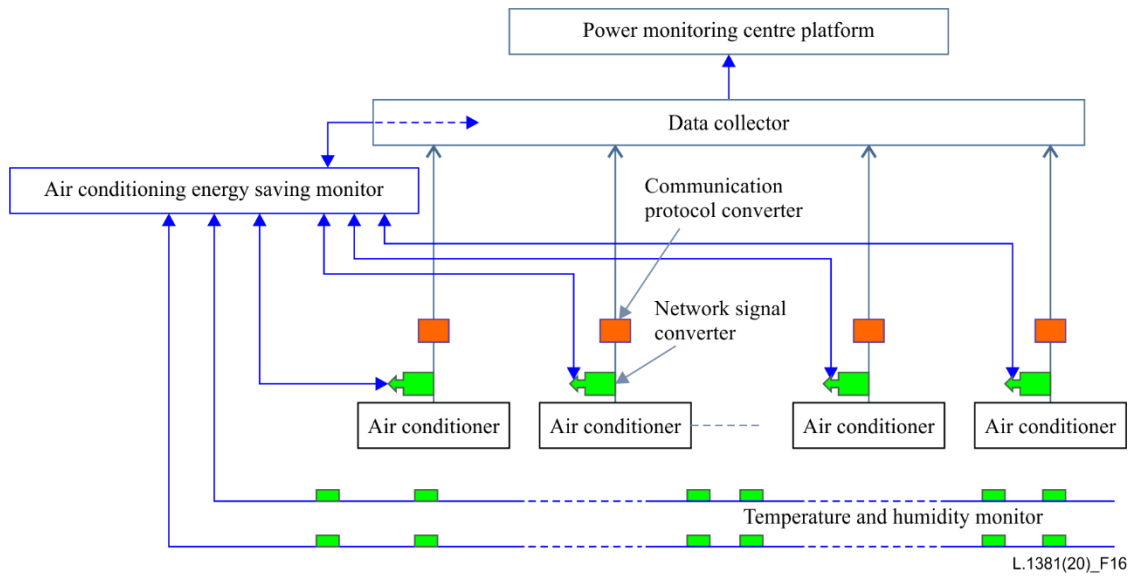 Power monitoring centre platform
Data collector
Air conditioning energy saving monitor
Communication
protocol converter
Network signal
converter
Air conditioner
Air conditioner
Air conditioner
Air conditioner
Temperature and humidity monitor
L.1381(20)_F16